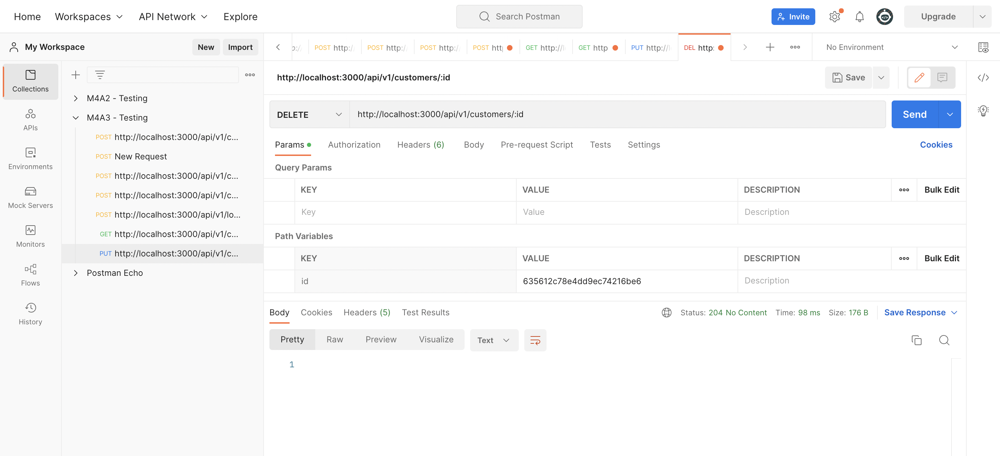 Home Workspaces API Network Explore Search Postman Invite Upgrade
My Workspace New Import
POST http:/ POST http:/ POST http:/ POST htt GET http://l GET http PUT http://l DEL http: No Environment
Collections
APIs
Environments
Mock Servers
Monitors
Flows
History
M4A2 - Testing
M4A3 - Testing
POST http://localhost:3000/api/v1/c...
POST New Request
POST http://localhost:3000/api/v1/c...
POST http://localhost:3000/api/v1/c...
POST http://localhost:3000/api/v1/lo...
GET http://localhost:3000/api/v1/c...
PUT http://localhost:3000/api/v1/c...
Postman Echo
http://localhost:3000/api/v1/customers/:id Save
DELETE http://localhost:3000/api/v1/customers/:id Send
Params Authorization Headers (6) Body Pre-request Script Tests Settings Cookies
Query Params
KEY VALUE DESCRIPTION Bulk Edit
Key Value Description
Path Variables
KEY VALUE DESCRIPTION Bulk Edit
id 635612c78e4dd9ec74216be6 Description
Body Cookies Headers (5) Test Results Status: 204 No Content Time: 98 ms Size: 176 B Save Response
Pretty Raw Preview Visualize Text
1